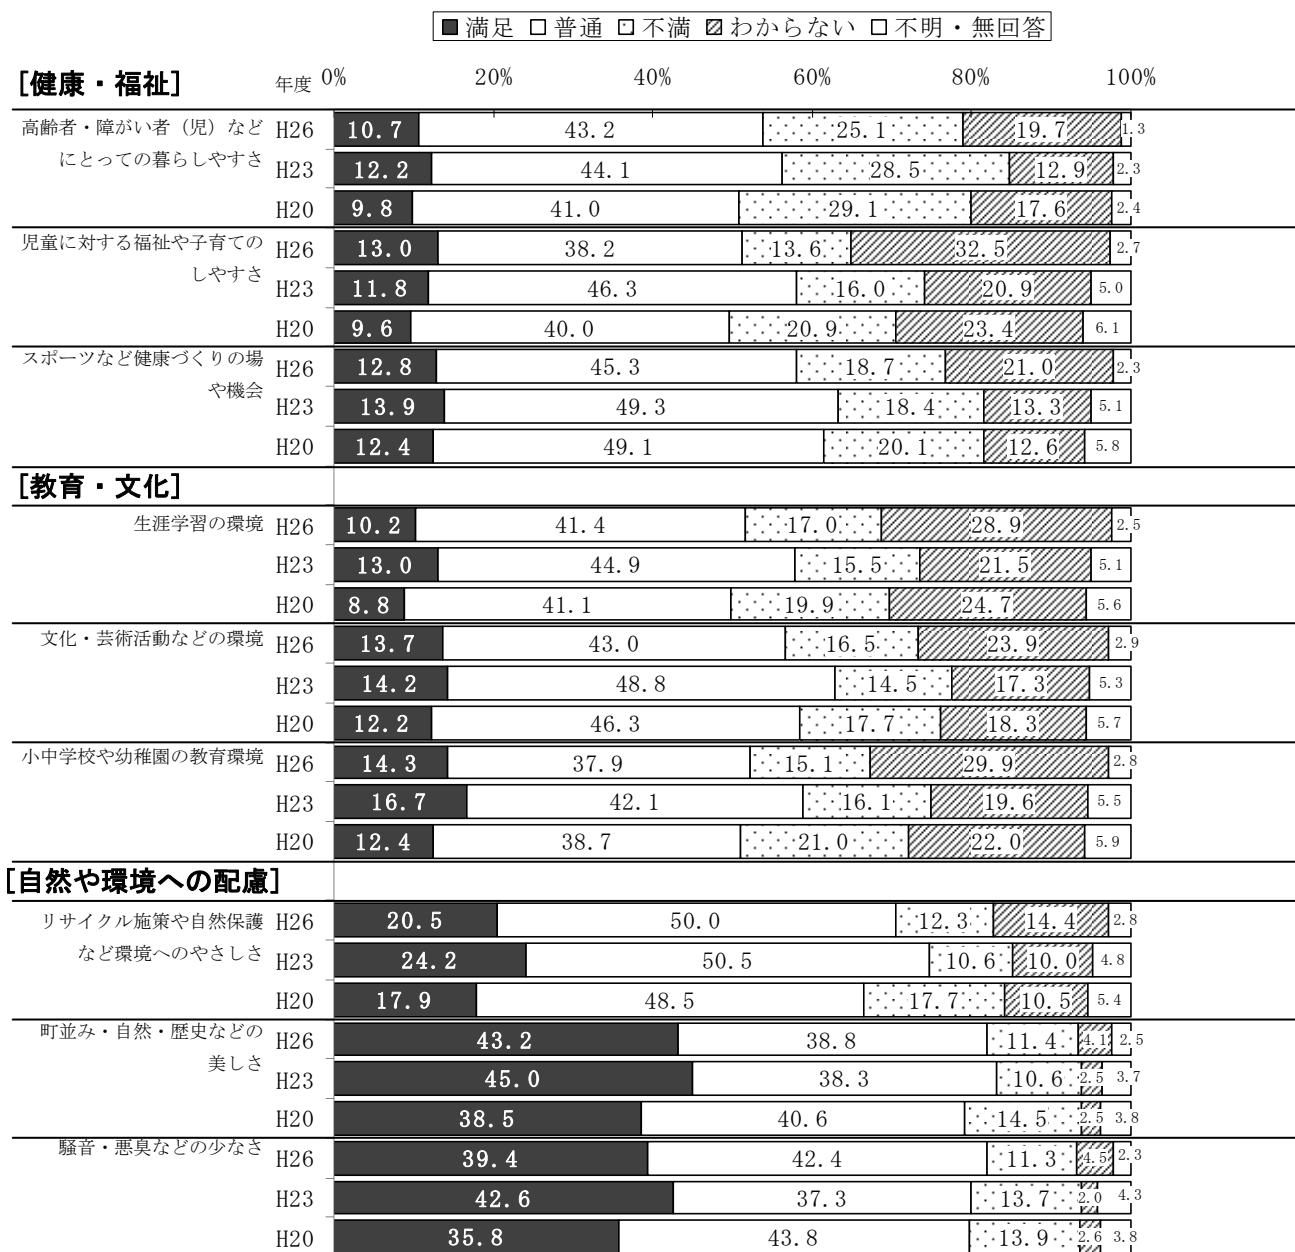 満足 普通 不満 わからない 不明・無回答
[健康・福祉] 年度 0% 20% 40% 60% 80% 100%
高齢者・障がい者（児）など H26 10.7 43.2 25.1 19.7 1.3
にとっての暮らしやすさ H23 12.2 44.1 28.5 12.9 2.3
H20 9.8 41.0 29.1 17.6 2.4
児童に対する福祉や子育ての H26 13.0 38.2 13.6 32.5 2.7
しやすさ H23 11.8 46.3 16.0 20.9 5.0
H20 9.6 40.0 20.9 23.4 6.1
スポーツなど健康づくりの場 H26 12.8 45.3 18.7 21.0 2.3
や機会 H23 13.9 49.3 18.4 13.3 5.1
H20 12.4 49.1 20.1 12.6 5.8
[教育・文化]
生涯学習の環境 H26 10.2 41.4 17.0 28.9 2.5
H23 13.0 44.9 15.5 21.5 5.1
H20 8.8 41.1 19.9 24.7 5.6
文化・芸術活動などの環境 H26 13.7 43.0 16.5 23.9 2.9
H23 14.2 48.8 14.5 17.3 5.3
H20 12.2 46.3 17.7 18.3 5.7
小中学校や幼稚園の教育環境 H26 14.3 37.9 15.1 29.9 2.8
H23 16.7 42.1 16.1 19.6 5.5
H20 12.4 38.7 21.0 22.0 5.9
[自然や環境への配慮]
リサイクル施策や自然保護 H26 20.5 50.0 12.3 14.4 2.8
など環境へのやさしさ H23 24.2 50.5 10.6 10.0 4.8
H20 17.9 48.5 17.7 10.5 5.4
町並み・自然・歴史などの H26 43.2 38.8 11.4 4.1 2.5
美しさ H23 45.0 38.3 10.6 2.5 3.7
H20 38.5 40.6 14.5 2.5 3.8
騒音・悪臭などの少なさ H26 39.4 42.4 11.3 4.5 2.3
H23 42.6 37.3 13.7 2.0 4.3
H20 35.8 43.8 13.9 2.6 3.8